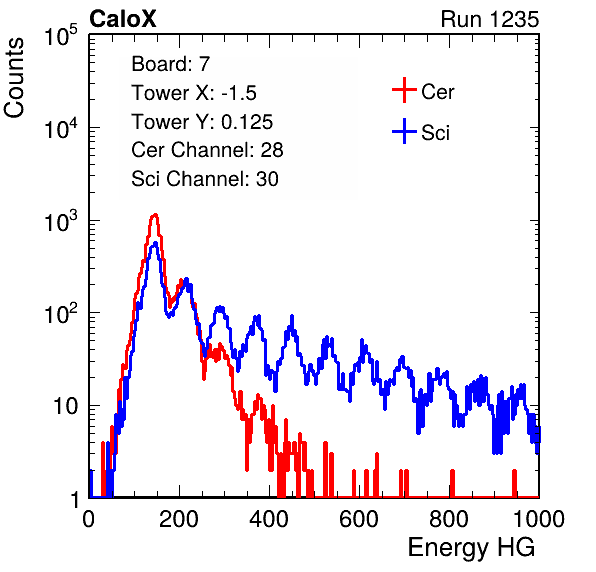 CaloX Run 1235
Counts
Board: 7
Tower X: -1.5
Tower Y: 0.125
Cer Channel: 28
Sci Channel: 30
Cer
Sci
10^5
10^4
10^3
10^2
10
1
0 200 400 600 800 1000
Energy HG